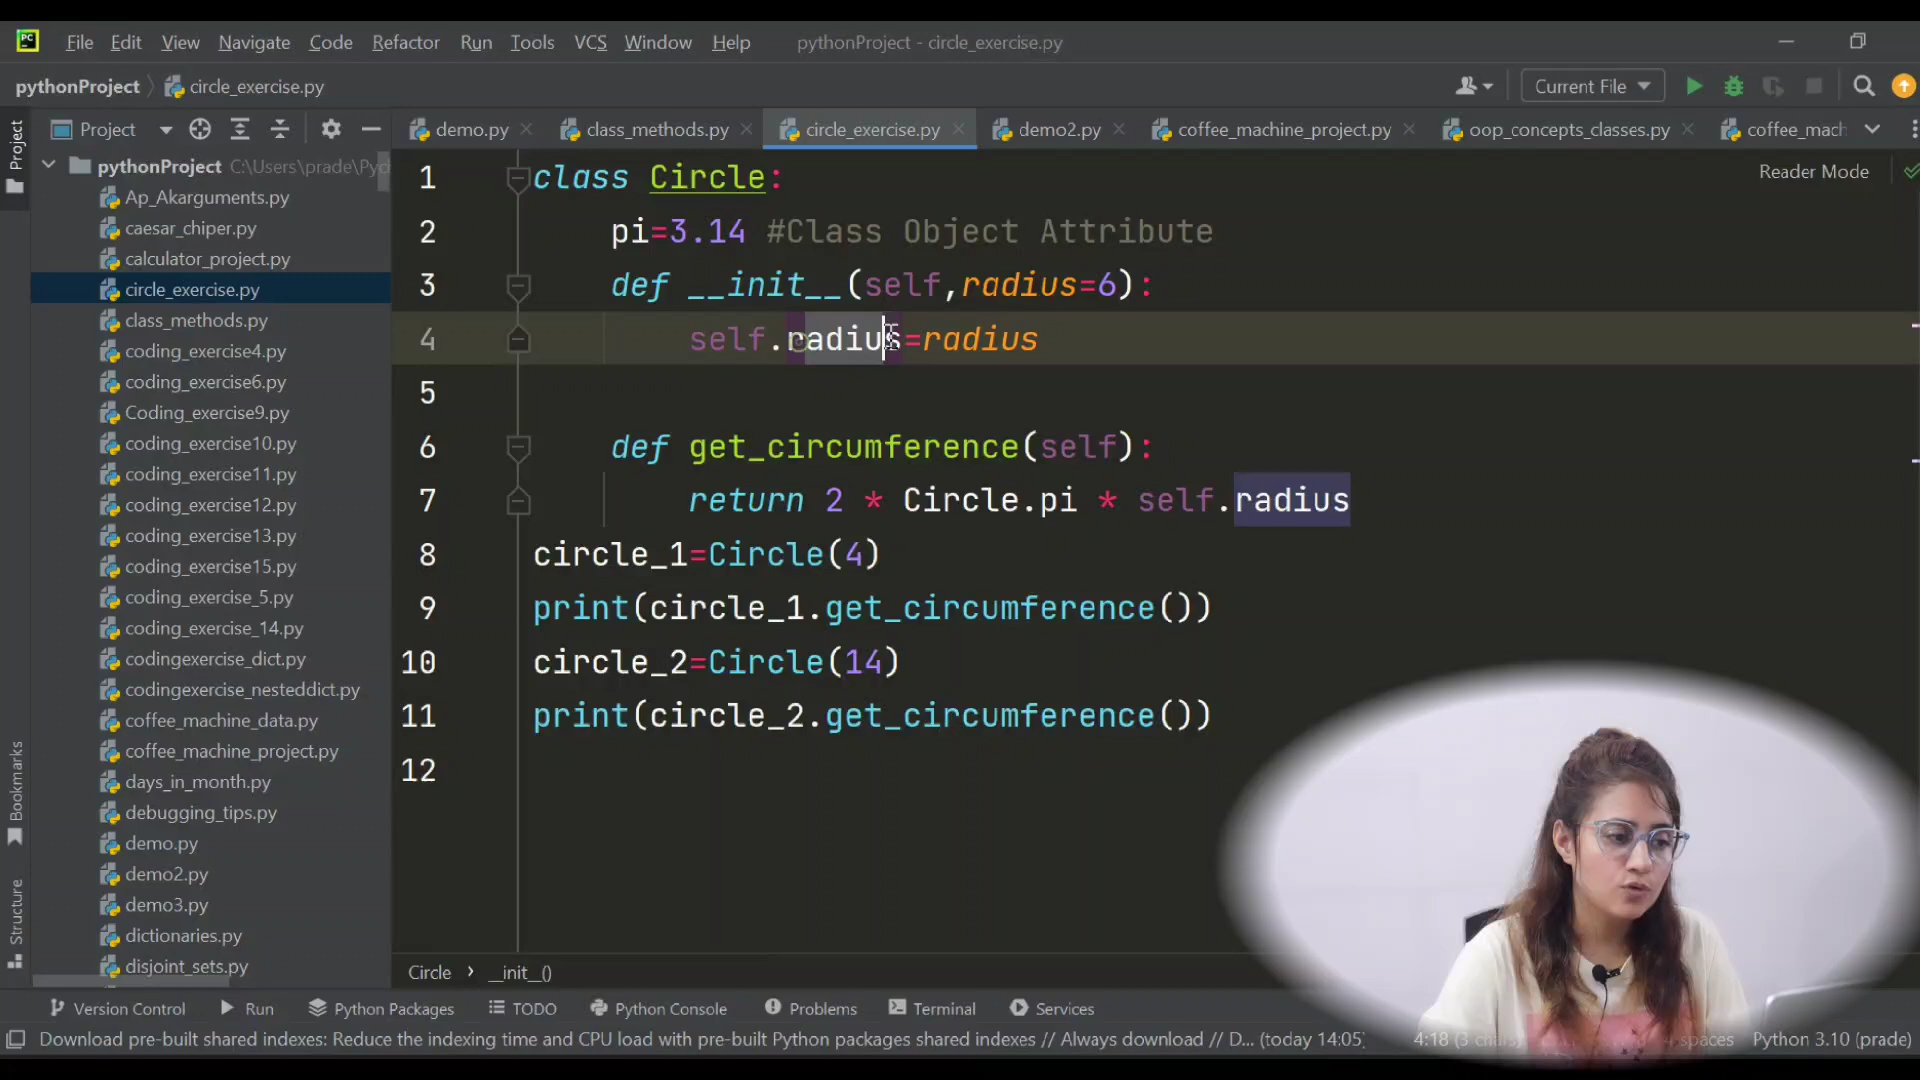 PC File Edit View Navigate Code Refactor Run Tools VCS Window Help pythonProject - circle_exercise.py
pythonProject circle_exercise.py Current File
Project Project demo.py class_methods.py circle_exercise.py demo2.py coffee_machine_project.py oop_concepts_classes.py coffee_mach
pythonProject C:\Users\prade\Pyc
Ap_Akarguments.py
caesar_chiper.py
calculator_project.py
circle_exercise.py
class_methods.py
coding_exercise4.py
coding_exercise6.py
Coding_exercise9.py
coding_exercise10.py
coding_exercise11.py
coding_exercise12.py
coding_exercise13.py
coding_exercise15.py
coding_exercise_5.py
coding_exercise_14.py
codingexercise_dict.py
codingexercise_nesteddict.py
coffee_machine_data.py
coffee_machine_project.py
days_in_month.py
debugging_tips.py
demo.py
demo2.py
demo3.py
dictionaries.py
disjoint_sets.py
Bookmarks
Structure
Reader Mode
1 class Circle:
2 pi=3.14 #Class Object Attribute
3 def __init__(self,radius=6):
4 self.radius=radius
5
6 def get_circumference(self):
7 return 2 * Circle.pi * self.radius
8 circle_1=Circle(4)
9 print(circle_1.get_circumference())
10 circle_2=Circle(14)
11 print(circle_2.get_circumference())
12
Circle › __init__()
Version Control Run Python Packages TODO Python Console Problems Terminal Services
Download pre-built shared indexes: Reduce the indexing time and CPU load with pre-built Python packages shared indexes // Always download // D... (today 14:05) 4:18 (3 chars) spaces Python 3.10 (prade)